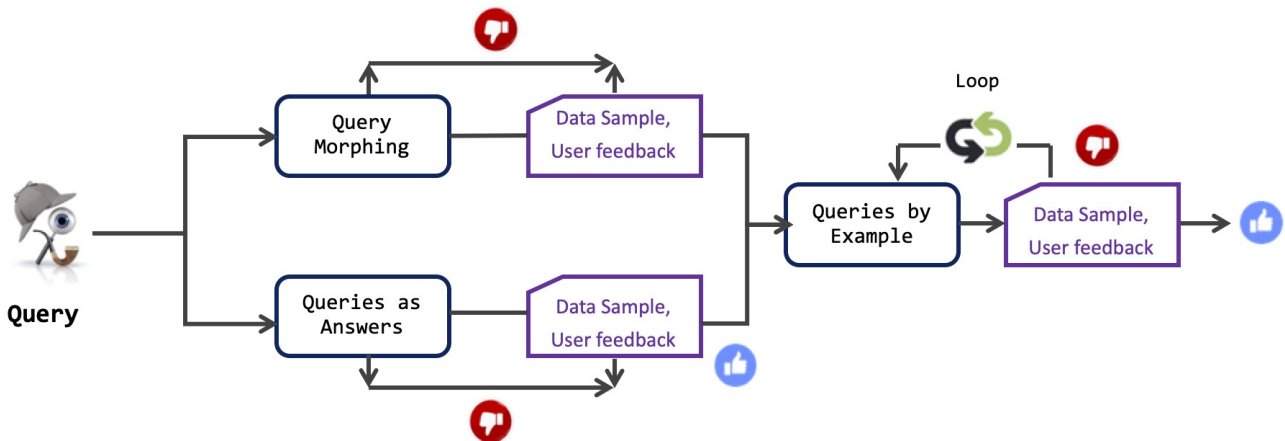 Query
Morphing
Data Sample,
User feedback
Loop
Queries by
Example
Data Sample,
User feedback
Query
Queries as
Answers
Data Sample,
User feedback